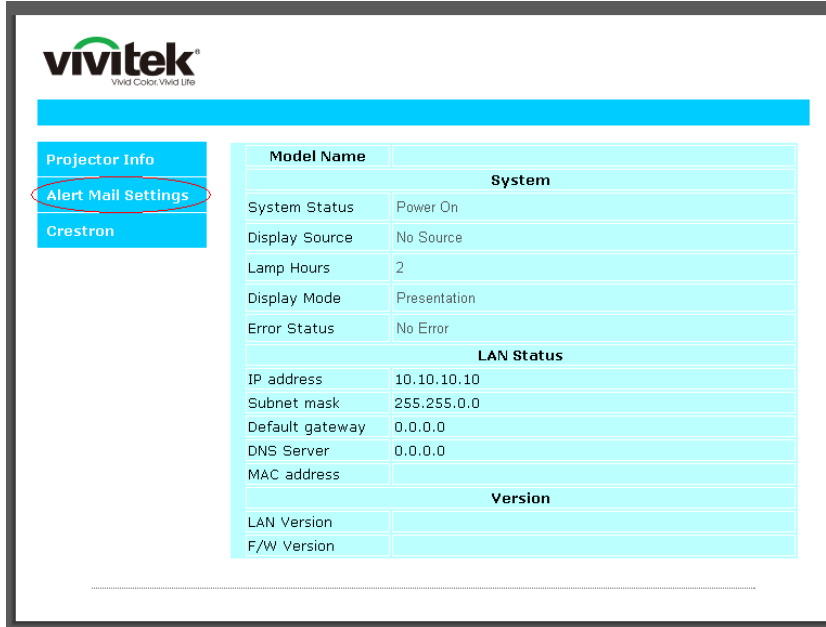 vivitek®
Vivid Color. Vivid Life
Projector Info
Alert Mail Settings
Crestron
Model Name
System
System Status Power On
Display Source No Source
Lamp Hours 2
Display Mode Presentation
Error Status No Error
LAN Status
IP address 10.10.10.10
Subnet mask 255.255.0.0
Default gateway 0.0.0.0
DNS Server 0.0.0.0
MAC address
Version
LAN Version
F/W Version